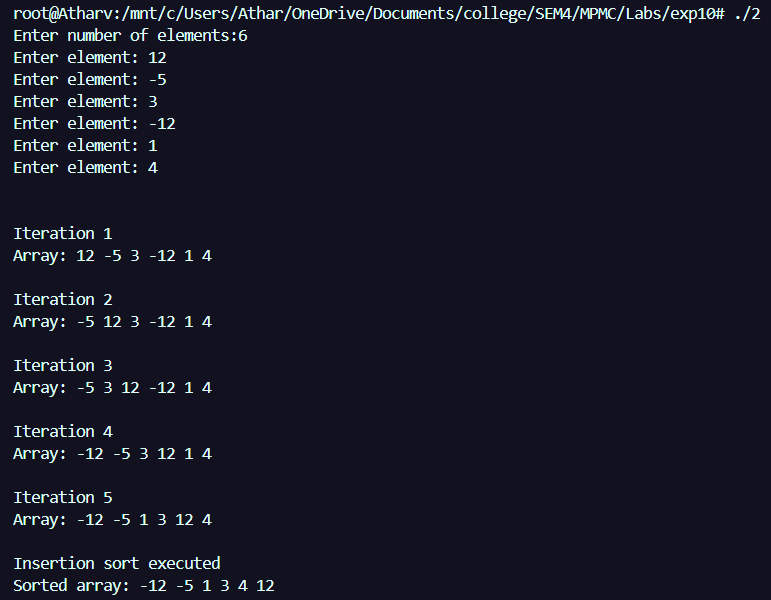 root@Atharv:/mnt/c/Users/Athar/OneDrive/Documents/college/SEM4/MPMC/Labs/exp10# ./2
Enter number of elements:6
Enter element: 12
Enter element: -5
Enter element: 3
Enter element: -12
Enter element: 1
Enter element: 4
Iteration 1
Array: 12 -5 3 -12 1 4
Iteration 2
Array: -5 12 3 -12 1 4
Iteration 3
Array: -5 3 12 -12 1 4
Iteration 4
Array: -12 -5 3 12 1 4
Iteration 5
Array: -12 -5 1 3 12 4
Insertion sort executed
Sorted array: -12 -5 1 3 4 12